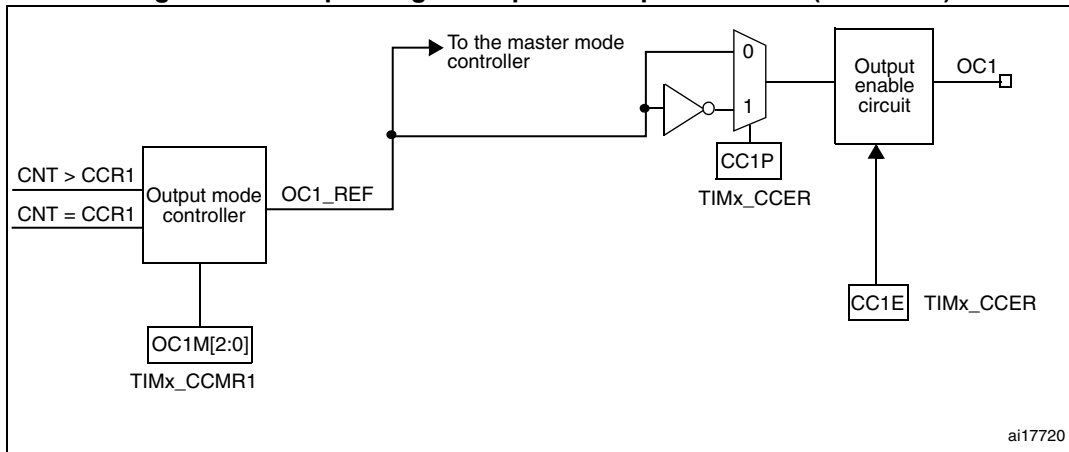 To the master mode
controller
0
1
Output
enable
circuit
OC1
CC1P
TIMx_CCER
CNT > CCR1
CNT = CCR1
Output mode
controller
OC1_REF
CC1E
TIMx_CCER
OC1M[2:0]
TIMx_CCMR1
ai17720